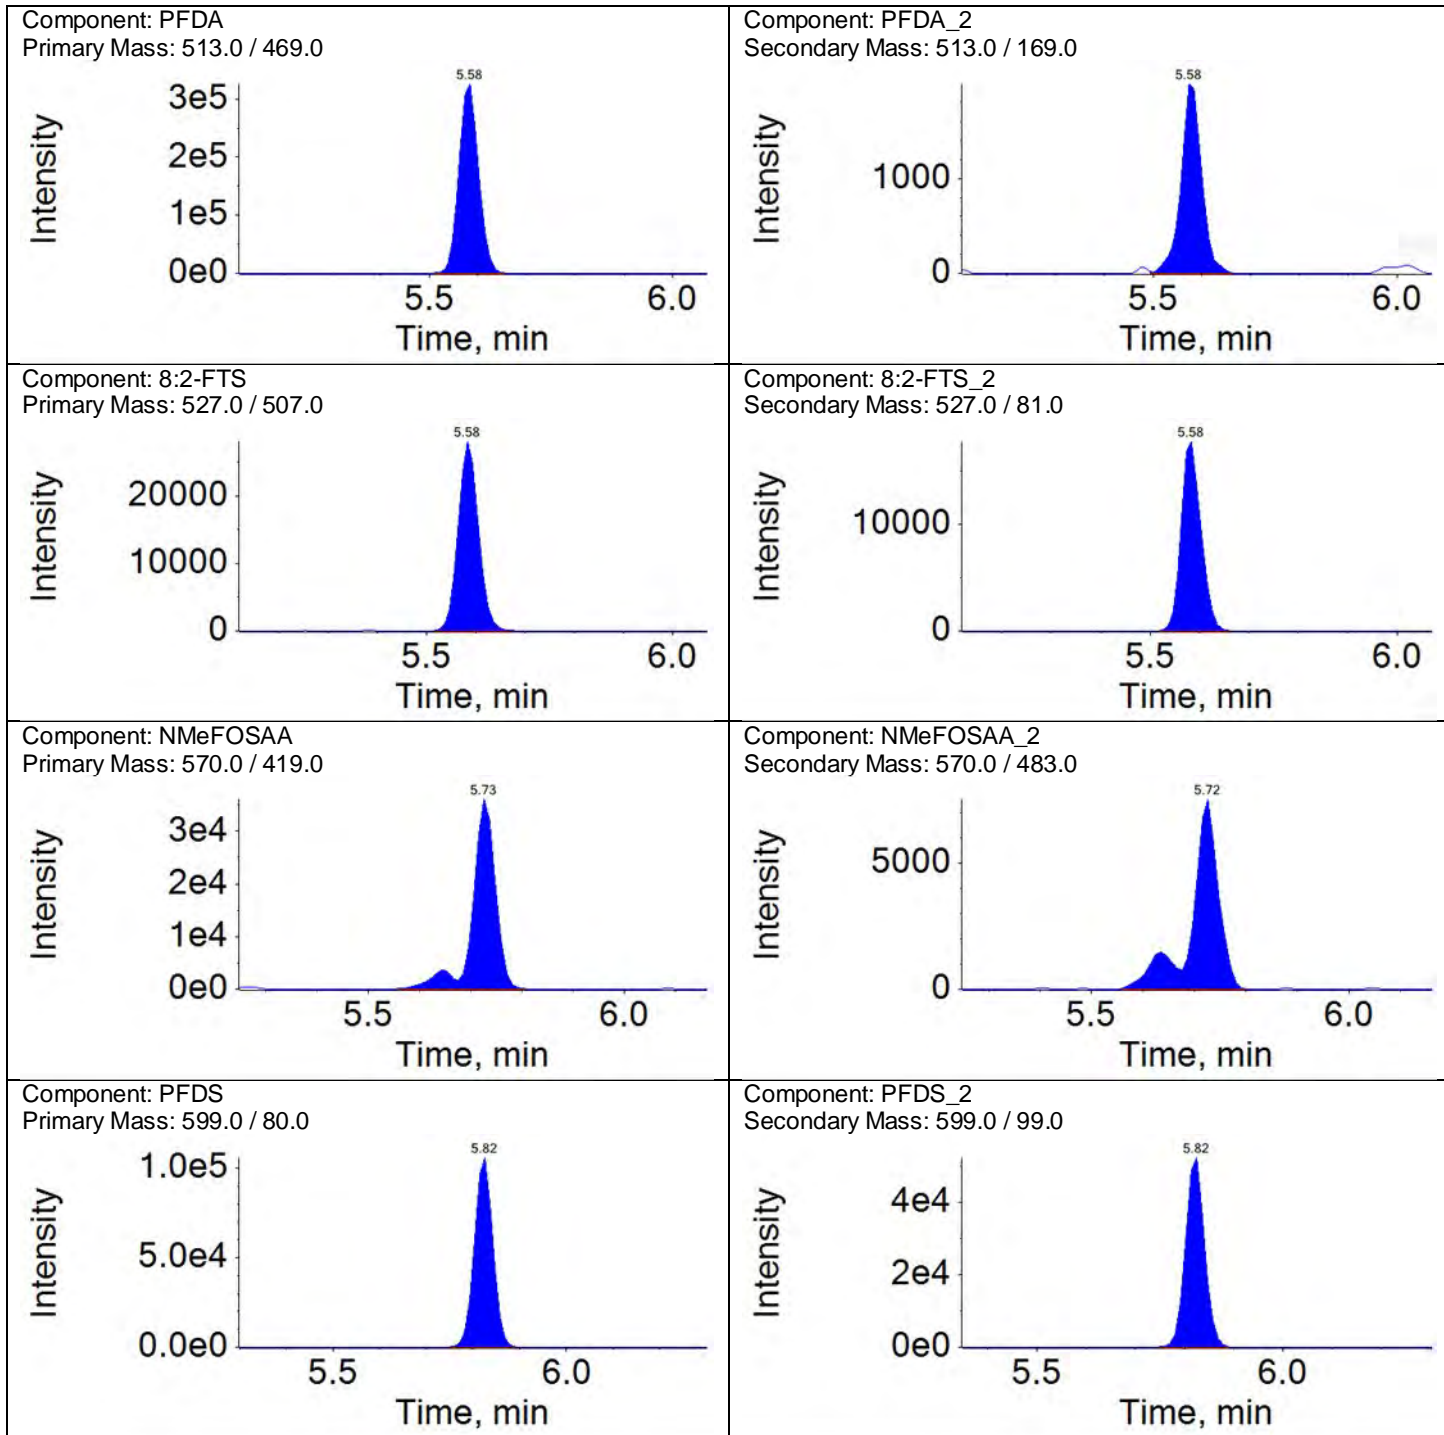 Component: PFDA
Primary Mass: 513.0 / 469.0
5.58
3e5
2e5
1e5
0e0
Intensity
5.5 6.0
Time, min
Component: PFDA_2
Secondary Mass: 513.0 / 169.0
5.58
1000
0
Intensity
5.5 6.0
Time, min
Component: 8:2-FTS
Primary Mass: 527.0 / 507.0
5.58
20000
10000
0
Intensity
5.5 6.0
Time, min
Component: 8:2-FTS_2
Secondary Mass: 527.0 / 81.0
5.58
10000
0
Intensity
5.5 6.0
Time, min
Component: NMeFOSAA
Primary Mass: 570.0 / 419.0
5.73
3e4
2e4
1e4
0e0
Intensity
5.5 6.0
Time, min
Component: NMeFOSAA_2
Secondary Mass: 570.0 / 483.0
5.72
5000
0
Intensity
5.5 6.0
Time, min
Component: PFDS
Primary Mass: 599.0 / 80.0
5.82
1.0e5
5.0e4
0.0e0
Intensity
5.5 6.0
Time, min
Component: PFDS_2
Secondary Mass: 599.0 / 99.0
5.82
4e4
2e4
0e0
Intensity
5.5 6.0
Time, min